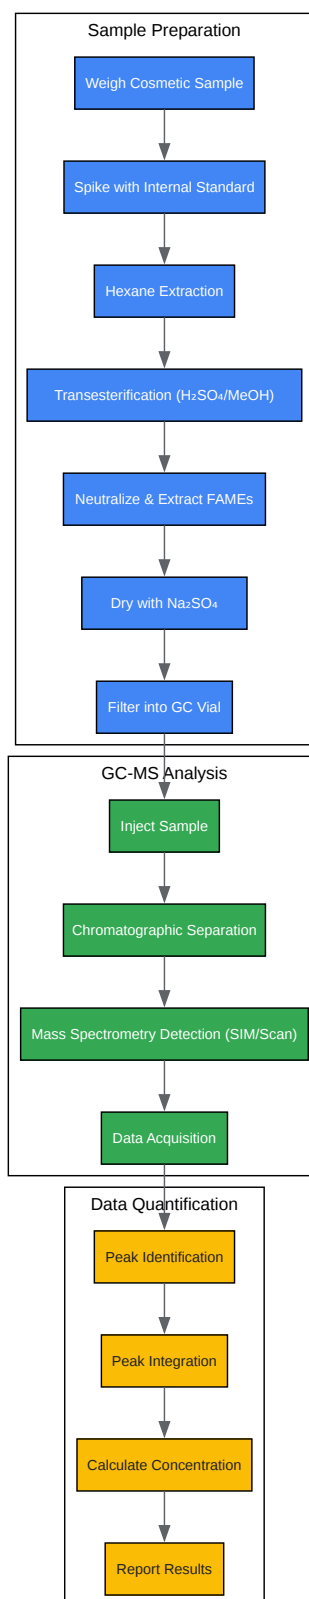 Sample Preparation
Weigh Cosmetic Sample
Spike with Internal Standard
Hexane Extraction
Transesterification (H₂SO₄/MeOH)
Neutralize & Extract FAMEs
Dry with Na₂SO₄
Filter into GC Vial
GC-MS Analysis
Inject Sample
Chromatographic Separation
Mass Spectrometry Detection (SIM/Scan)
Data Acquisition
Data Quantification
Peak Identification
Peak Integration
Calculate Concentration
Report Results